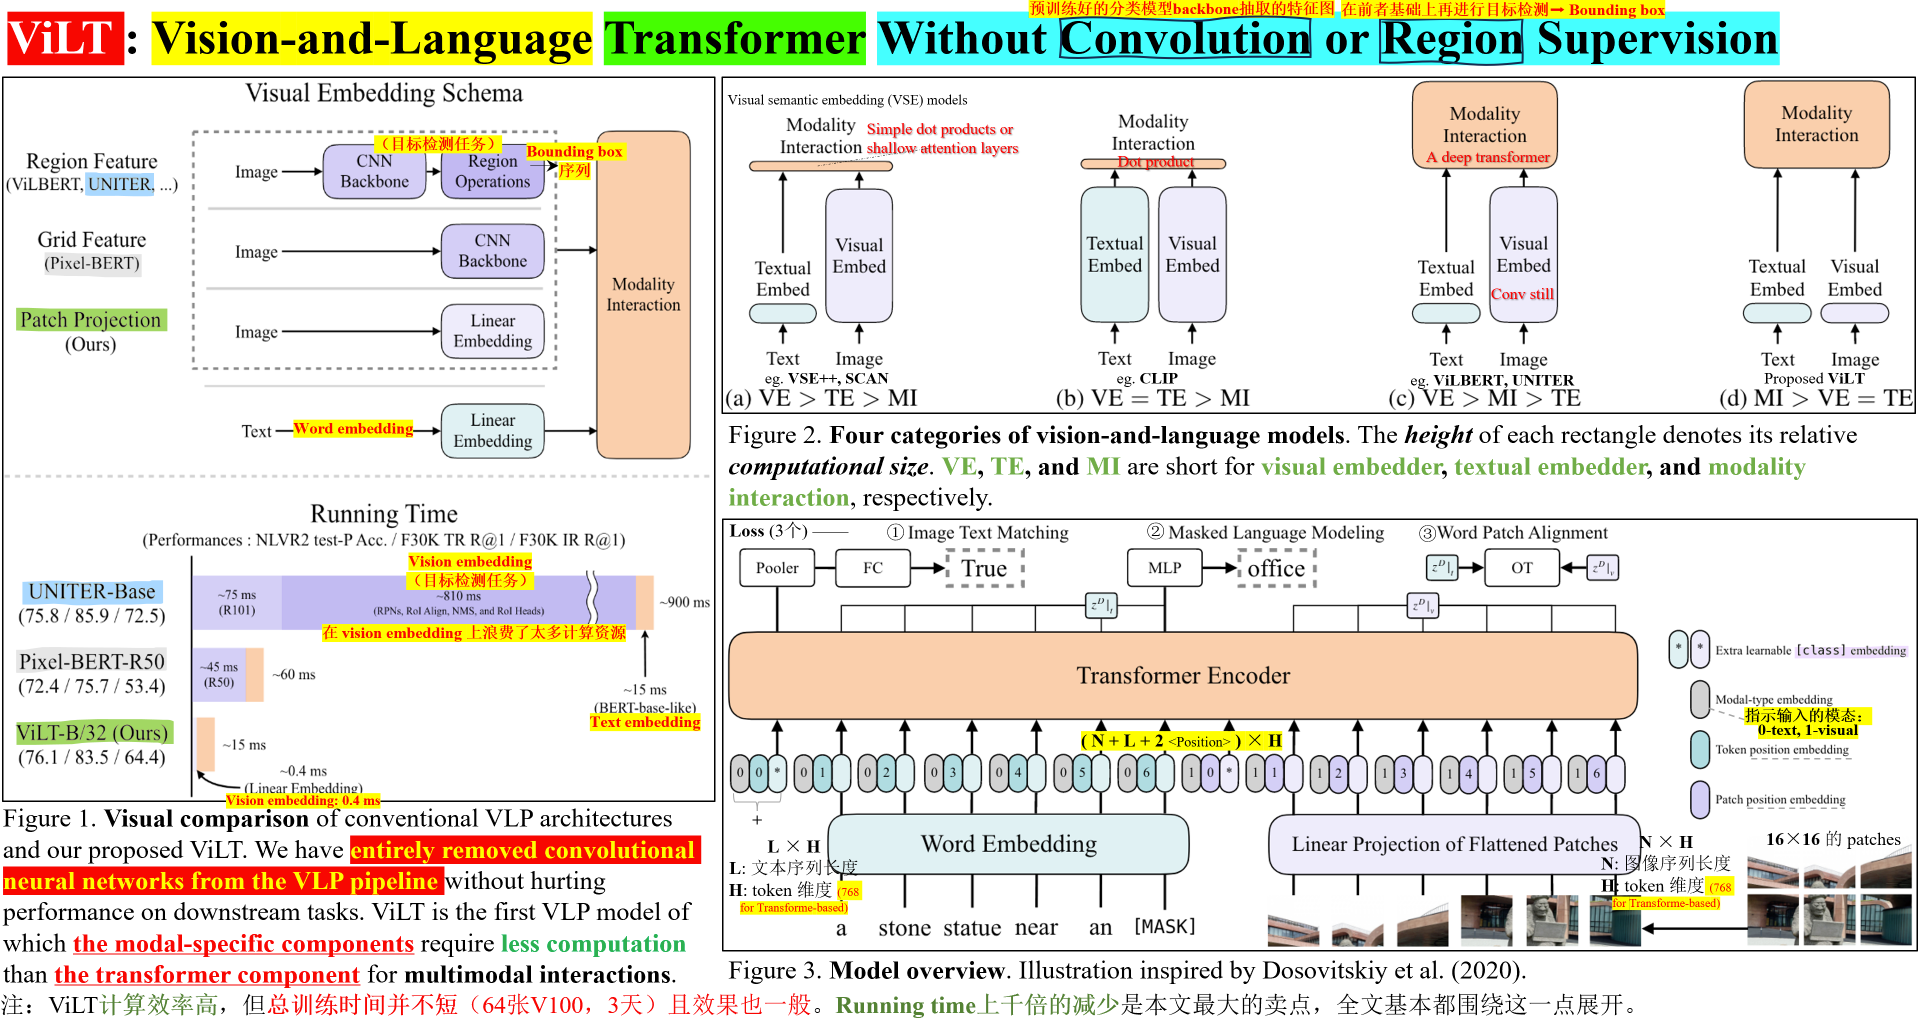 预训练好的分类模型backbone抽取的特征图 在前者基础上再进行目标检测→ Bounding box
ViLT : Vision-and-Language Transformer Without Convolution or Region Supervision
Visual Embedding Schema
Region Feature
(ViLBERT, UNITER, ...)
Image
(目标检测任务)
CNN
Backbone
Region
Operations
Bounding box
序列
Grid Feature
(Pixel-BERT)
Image
CNN
Backbone
Patch Projection
(Ours)
Image
Linear
Embedding
Modality
Interaction
Text
Word embedding
Linear
Embedding
Running Time
(Performances : NLVR2 test-P Acc. / F30K TR R@1 / F30K IR R@1)
Vision embedding
(目标检测任务)
UNITER-Base
(75.8 / 85.9 / 72.5)
~75 ms
(R101)
~810 ms
(RPNs, RoI Align, NMS, and RoI Heads)
~900 ms
在 vision embedding 上浪费了太多计算资源
Pixel-BERT-R50
(72.4 / 75.7 / 53.4)
~45 ms
(R50)
~60 ms
~15 ms
(BERT-base-like)
Text embedding
ViLT-B/32 (Ours)
(76.1 / 83.5 / 64.4)
~15 ms
~0.4 ms
(Linear Embedding)
Vision embedding: 0.4 ms
Figure 1. Visual comparison of conventional VLP architectures
and our proposed ViLT. We have entirely removed convolutional
neural networks from the VLP pipeline without hurting
performance on downstream tasks. ViLT is the first VLP model of
which the modal-specific components require less computation
than the transformer component for multimodal interactions.
Visual semantic embedding (VSE) models
Modality
Interaction
Simple dot products or
shallow attention layers
Textual
Embed
Visual
Embed
Text
Image
eg. VSE++, SCAN
(a) VE > TE > MI
Modality
Interaction
Dot product
Textual
Embed
Visual
Embed
Text
Image
eg. CLIP
(b) VE = TE > MI
Modality
Interaction
A deep transformer
Textual
Embed
Visual
Embed
Conv still
Text
Image
eg. ViLBERT, UNITER
(c) VE > MI > TE
Modality
Interaction
Textual
Embed
Visual
Embed
Text
Image
Proposed ViLT
(d) MI > VE = TE
Figure 2. Four categories of vision-and-language models. The height of each rectangle denotes its relative
computational size. VE, TE, and MI are short for visual embedder, textual embedder, and modality
interaction, respectively.
Loss (3个) ——
① Image Text Matching
② Masked Language Modeling
③Word Patch Alignment
Pooler
FC
True
MLP
office
z^D|_t
OT
z^D|_v
z^D|_t
z^D|_v
Transformer Encoder
( N + L + 2 <Position> ) × H
0 0 * 0 1 0 2 0 3 0 4 0 5 0 6 1 0 * 1 1 1 2 1 3 1 4 1 5 1 6
+
Word Embedding
Linear Projection of Flattened Patches
L × H
L: 文本序列长度
H: token 维度 (768
for Transforme-based)
a stone statue near an [MASK]
N × H
N: 图像序列长度
H: token 维度 (768
for Transforme-based)
16×16 的 patches
* * Extra learnable [class] embedding
Modal-type embedding
指示输入的模态：
0-text, 1-visual
Token position embedding
Patch position embedding
Figure 3. Model overview. Illustration inspired by Dosovitskiy et al. (2020).
注：ViLT计算效率高，但总训练时间并不短（64张V100，3天）且效果也一般。Running time上千倍的减少是本文最大的卖点，全文基本都围绕这一点展开。